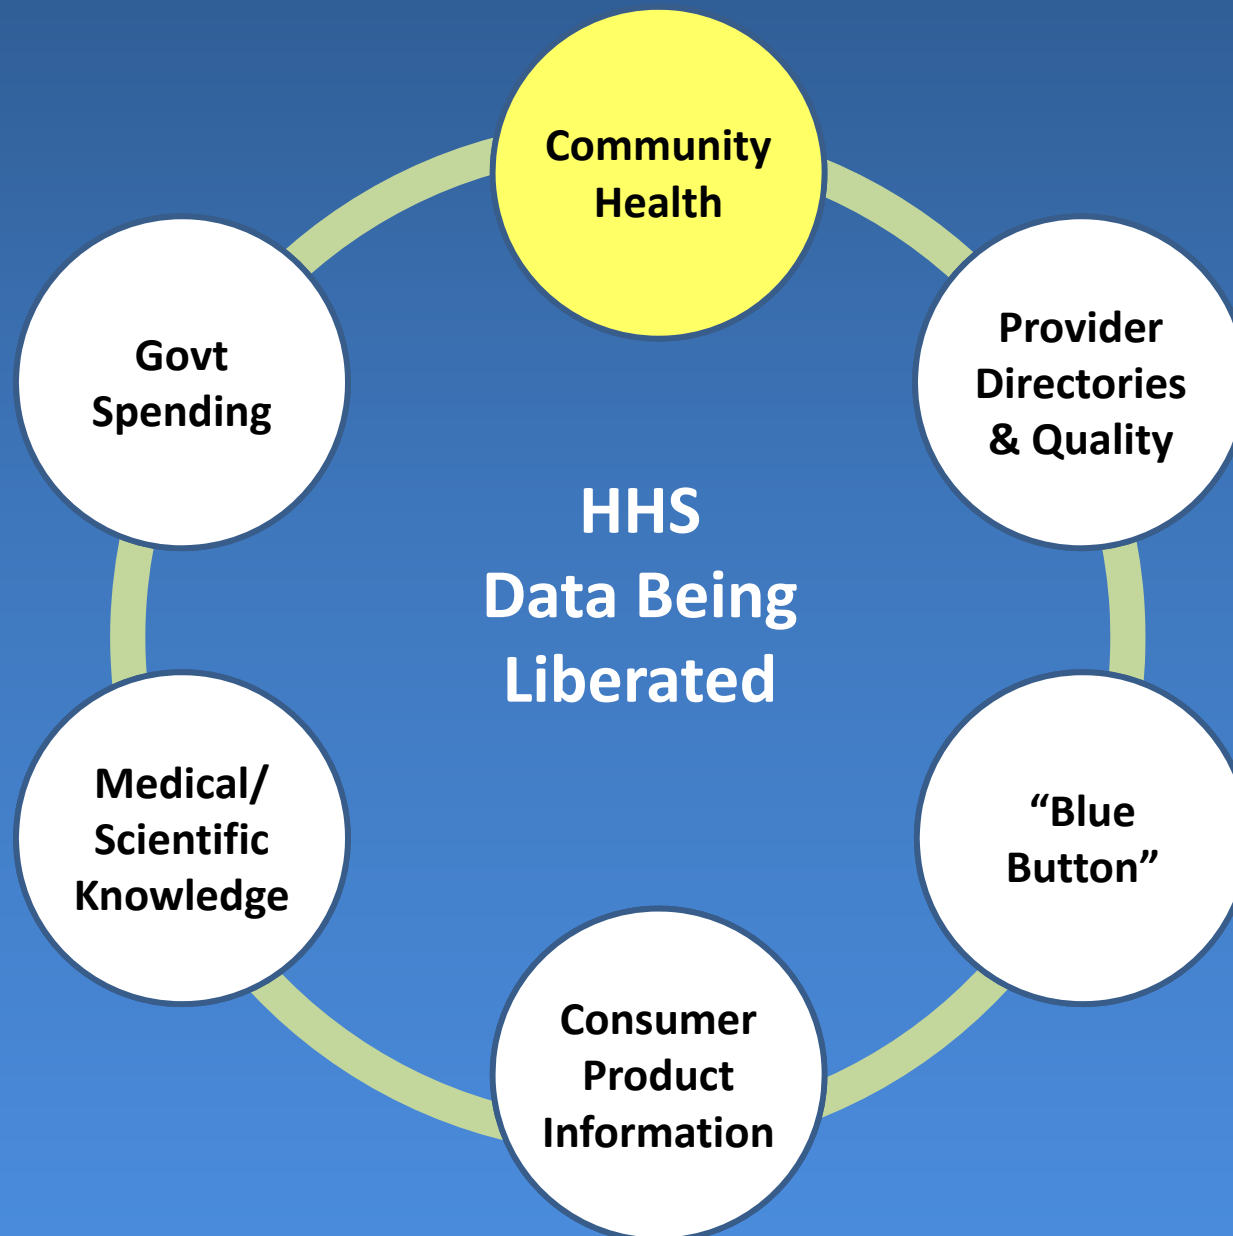 Community
Health
Provider
Directories
& Quality
Govt
Spending
HHS
Data Being
Liberated
Medical/
Scientific
Knowledge
“Blue
Button”
Consumer
Product
Information